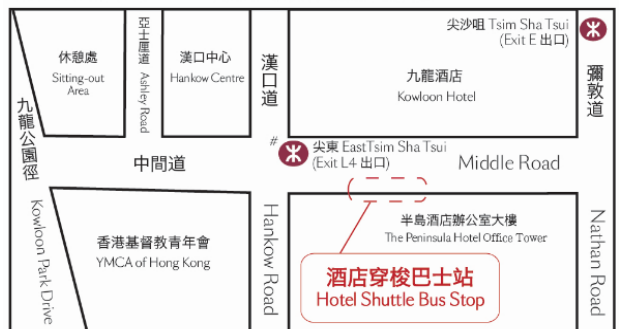 尖沙咀 Tsim Sha Tsui
(Exit E 出口)
休憩處
Sitting-out
Area
亞士厘道 Ashley Road
漢口中心
Hankow Centre
漢口道
九龍酒店
Kowloon Hotel
彌敦道
九龍公園徑
中間道
#
尖東 EastTsim Sha Tsui
(Exit L4 出口)
Middle Road
Kowloon Park Drive
香港基督教青年會
YMCA of Hong Kong
Hankow Road
半島酒店辦公室大樓
The Peninsula Hotel Office Tower
Nathan Road
酒店穿梭巴士站
Hotel Shuttle Bus Stop